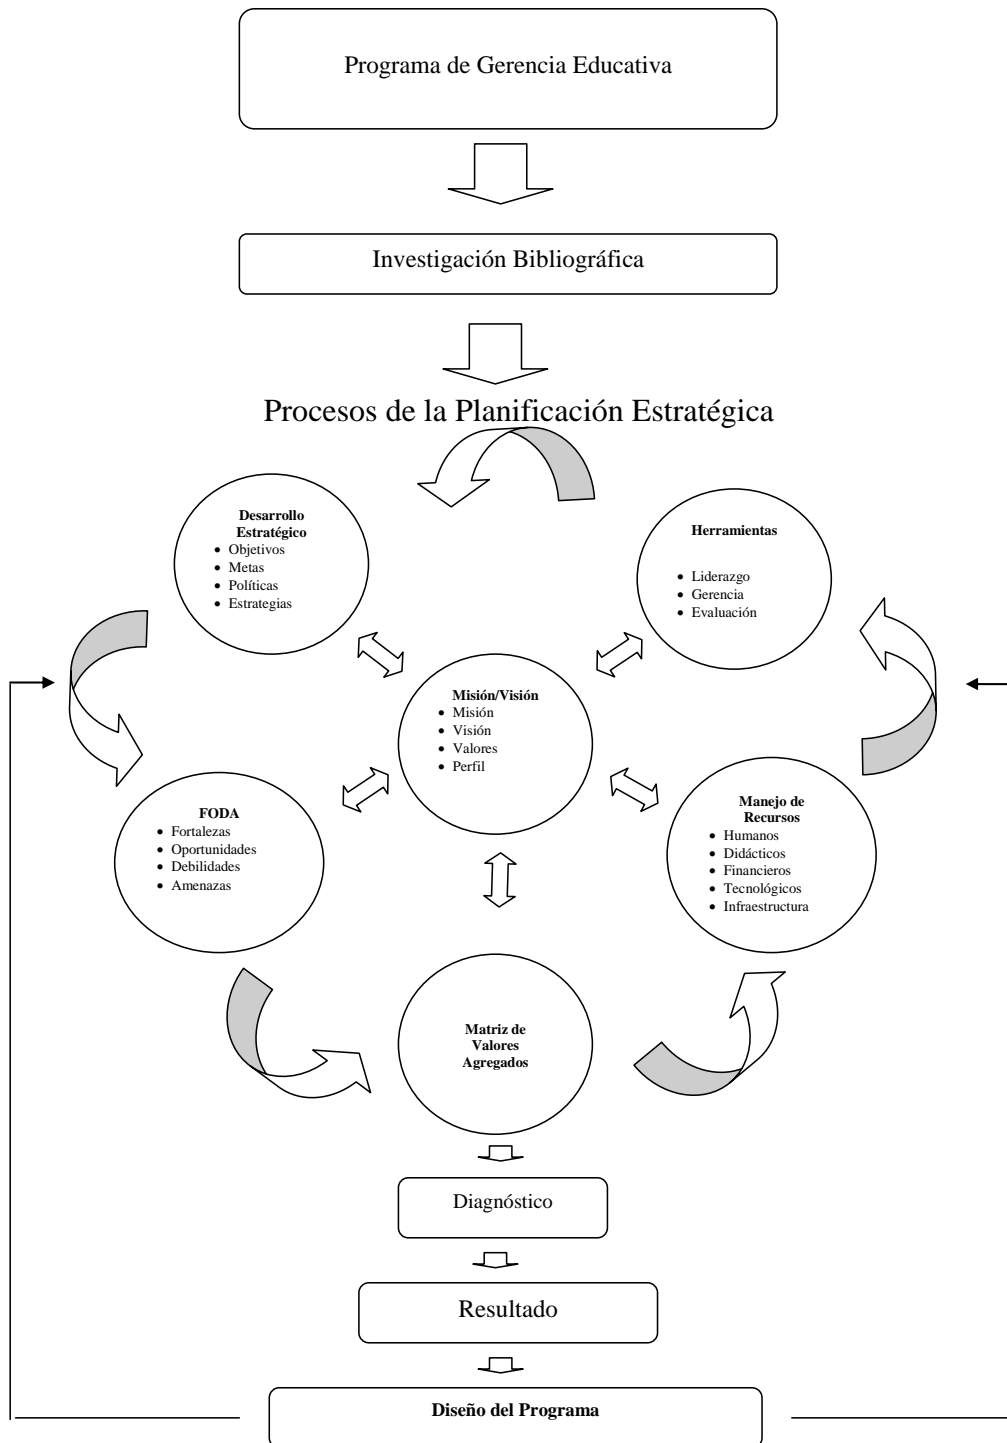 Programa de Gerencia Educativa
Investigación Bibliográfica
Procesos de la Planificación Estratégica
Desarrollo
Estratégico
• Objetivos
• Metas
• Políticas
• Estrategias
Herramientas
• Liderazgo
• Gerencia
• Evaluación
Misión/Visión
• Misión
• Visión
• Valores
• Perfil
FODA
• Fortalezas
• Oportunidades
• Debilidades
• Amenazas
Manejo de
Recursos
• Humanos
• Didácticos
• Financieros
• Tecnológicos
• Infraestructura
Matriz de
Valores
Agregados
Diagnóstico
Resultado
Diseño del Programa